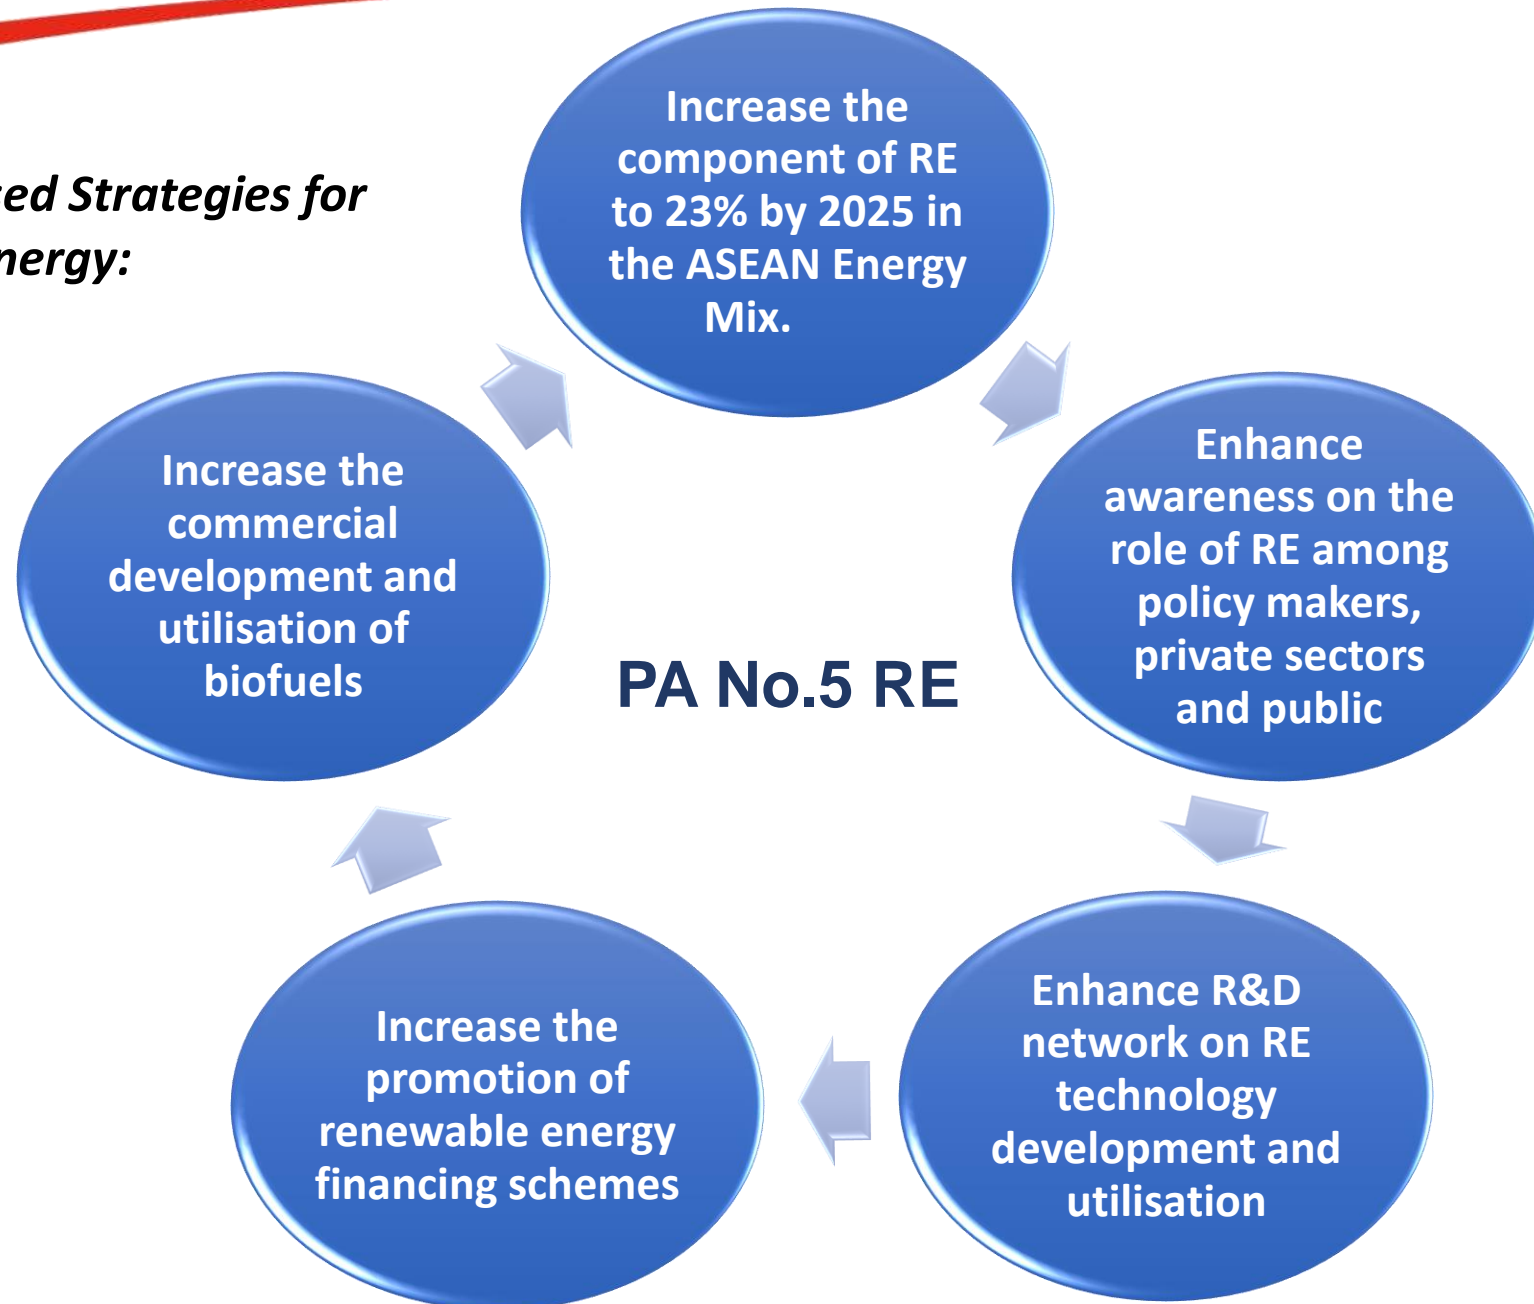 Increase the
component of RE
to 23% by 2025 in
the ASEAN Energy
Mix.
Strategies for
Enhance
awareness on the
role of RE among
policy makers,
private sectors
and public
Enhance R&D
network on RE
technology
development and
utilisation
Increase the
promotion of
renewable energy
financing schemes
Increase the
commercial
development and
utilisation of
biofuels
PA No.5 RE